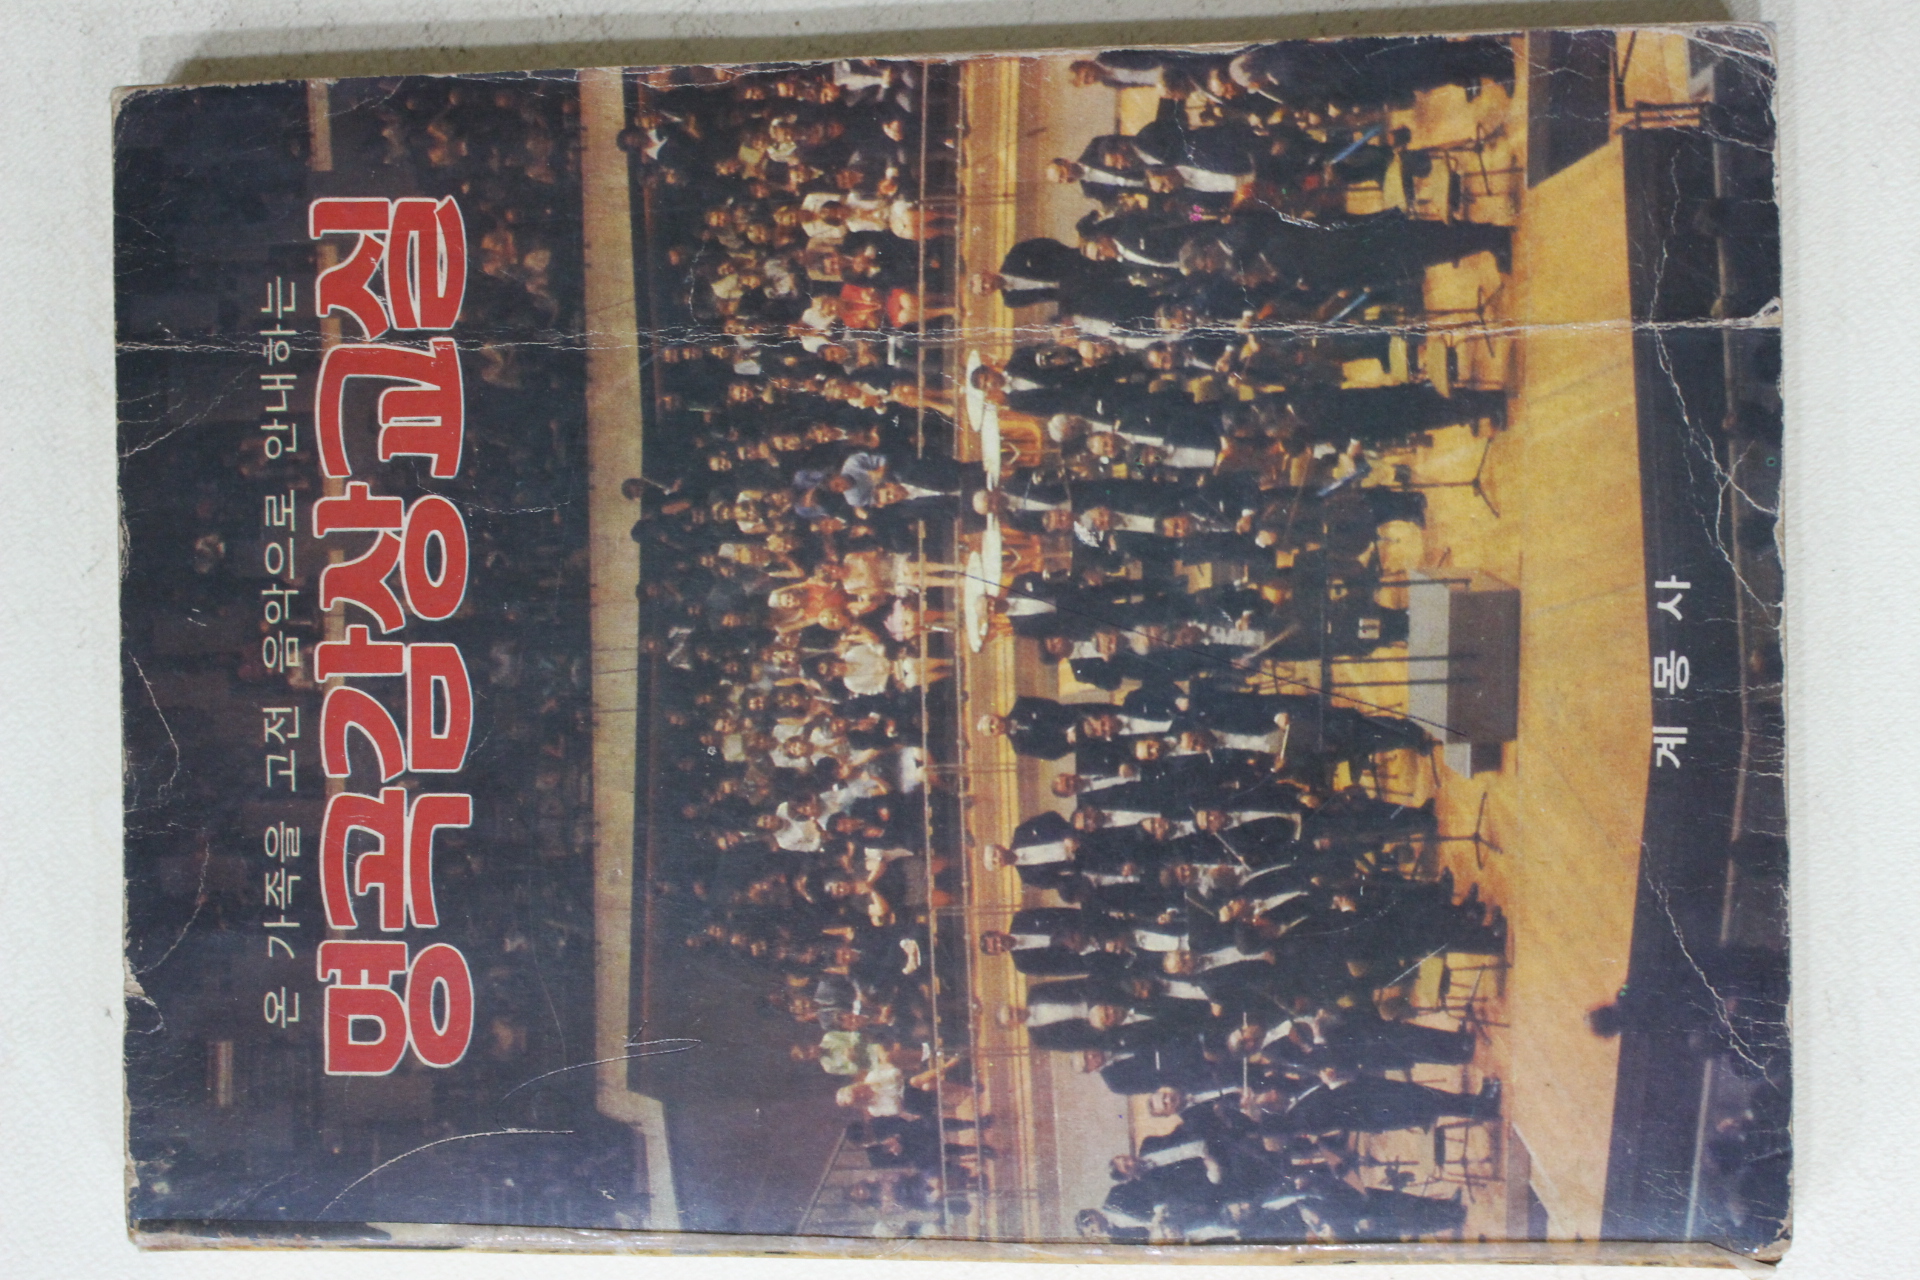 온 가족을 고전 음악으로 안내하는
명곡감상교실
계몽사